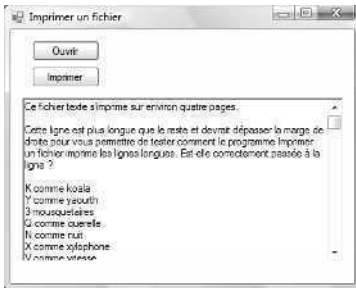 Imprimer un fichier
Ouvrir
Imprimer
Ce fichier texte s'imprime sur environ quatre pages.
Cette ligne est plus longue que le reste et devrait dépasser la marge de
droite pour vous permettre de tester comment le programme Imprimer
un fichier imprime les lignes longues. Est elle correctement passée à la
ligne ?
K comme koala
Y comme yaourth
3 mousquetaires
Q comme querelle
N comme nuit
X comme xylophone
V comme vitesse